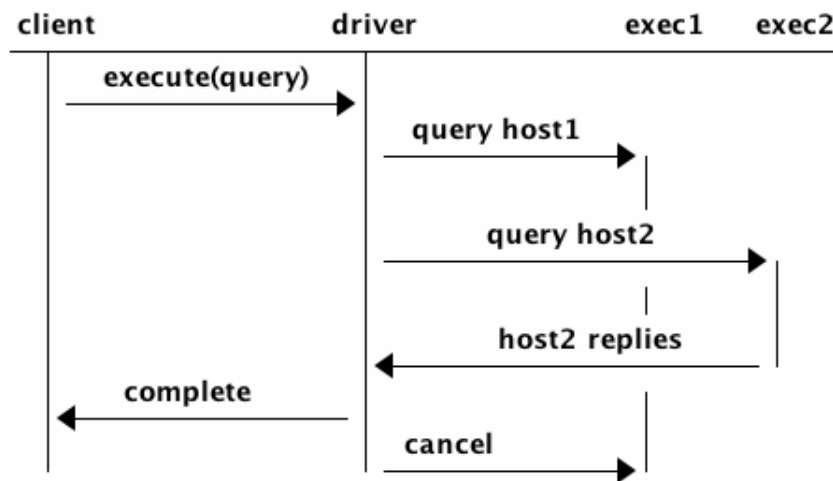 client driver exec1 exec2
execute(query)
query host1
query host2
host2 replies
complete
cancel